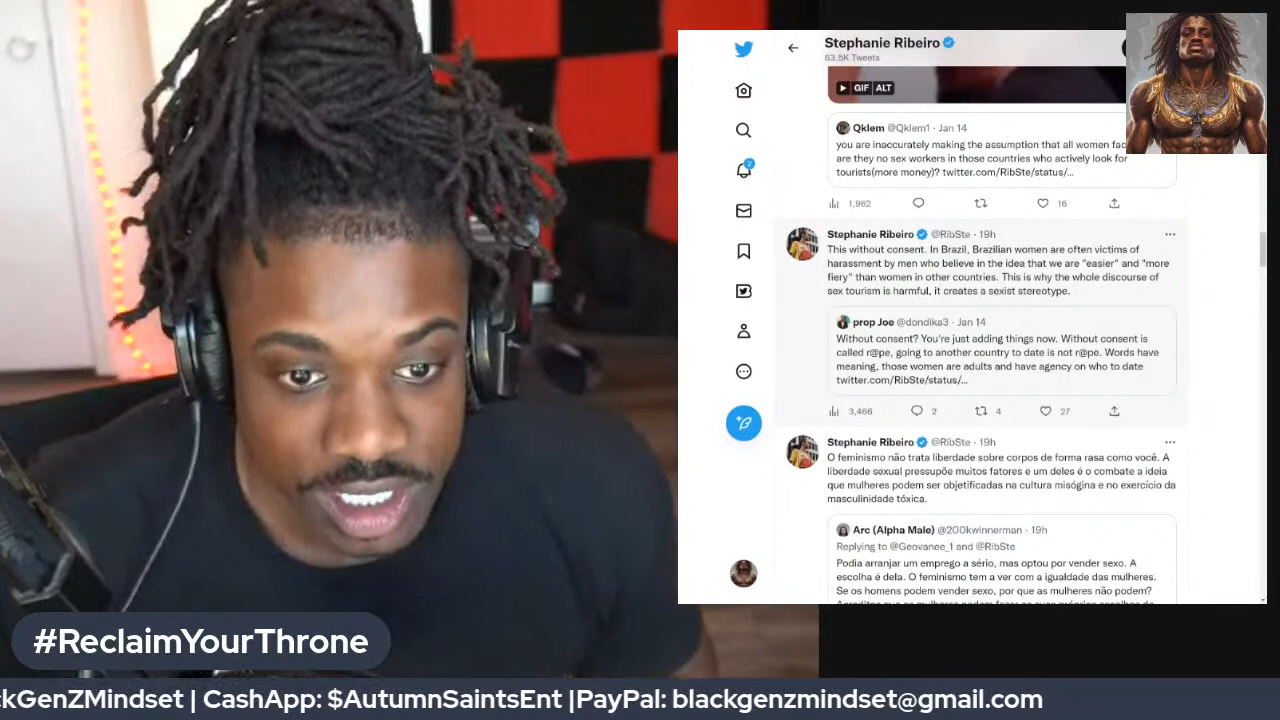 Stephanie Ribeiro
63.5K Tweets
GIF ALT
Qklem @Qklem1 · Jan 14
you are inaccurately making the assumption that all women fac
are they no sex workers in those countries who actively look for
tourists(more money)? twitter.com/RibSte/status/...
1,962
16
Stephanie Ribeiro @RibSte · 19h
This without consent. In Brazil, Brazilian women are often victims of
harassment by men who believe in the idea that we are "easier" and "more
fiery" than women in other countries. This is why the whole discourse of
sex tourism is harmful, it creates a sexist stereotype.
prop Joe @dondika3 · Jan 14
Without consent? You're just adding things now. Without consent is
called r@pe, going to another country to date is not r@pe. Words have
meaning, those women are adults and have agency on who to date
twitter.com/RibSte/status/...
3,466
2
4
27
Stephanie Ribeiro @RibSte · 19h
O feminismo não trata liberdade sobre corpos de forma rasa como você. A
liberdade sexual pressupõe muitos fatores e um deles é o combate a ideia
que mulheres podem ser objetificadas na cultura misógina e no exercício da
masculinidade tóxica.
Arc (Alpha Male) @200kwinnerman · 19h
Replying to @Geovanee_1 and @RibSte
Podia arranjar um emprego a sério, mas optou por vender sexo. A
escolha é dela. O feminismo tem a ver com a igualdade das mulheres.
Se os homens podem vender sexo, por que as mulheres não podem?
2
#ReclaimYourThrone
ckGenZMindset | CashApp: $AutumnSaintsEnt |PayPal: blackgenzmindset@gmail.com